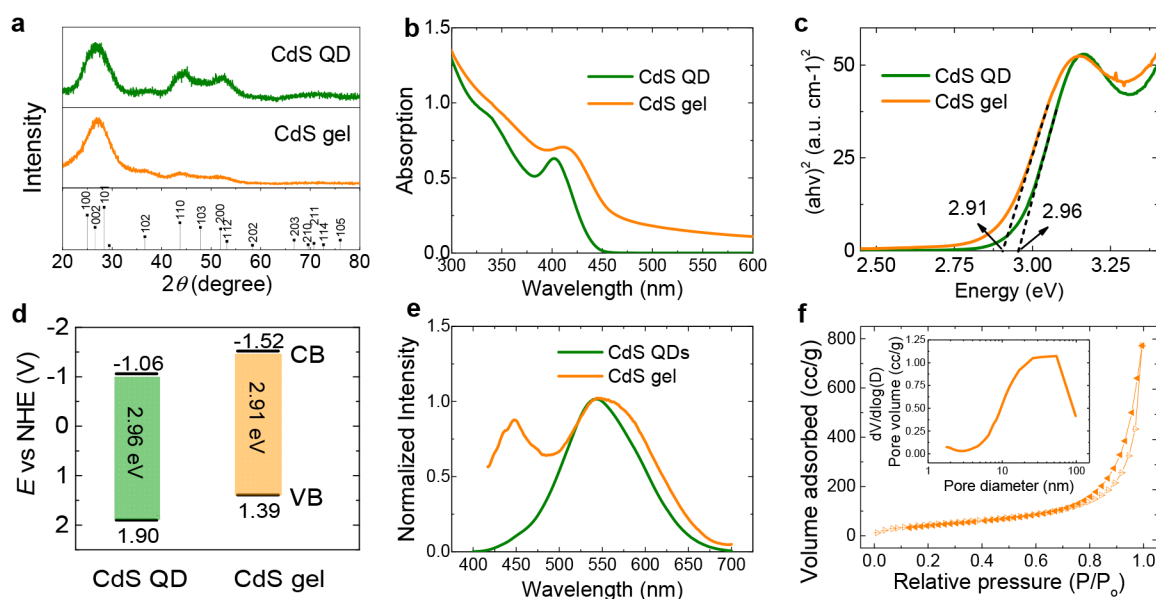 a
CdS QD
CdS gel
Intensity
100
002
101
102
110
103
200
112
202
203
210
211
114
105
20 30 40 50 60 70 80
2θ (degree)
b
CdS QD
CdS gel
Absorption
1.5
1.0
0.5
0.0
300 350 400 450 500 550 600
Wavelength (nm)
c
CdS QD
CdS gel
(ahv)² (a.u. cm-1)²
50
25
0
2.91
2.96
2.50 2.75 3.00 3.25
Energy (eV)
d
E vs NHE (V)
-2
-1
0
1
2
-1.06
2.96 eV
1.90
-1.52
CB
2.91 eV
VB
1.39
CdS QD
CdS gel
e
CdS QDs
CdS gel
Normalized Intensity
1.5
1.0
0.5
0.0
400 450 500 550 600 650 700
Wavelength (nm)
f
Volume adsorbed (cc/g)
800
600
400
200
0
dV/dlog(D)
Pore volume (cc/g)
1.25
1.00
0.75
0.50
0.25
0.00
1 10 100
Pore diameter (nm)
0.0 0.2 0.4 0.6 0.8 1.0
Relative pressure (P/Pₒ)